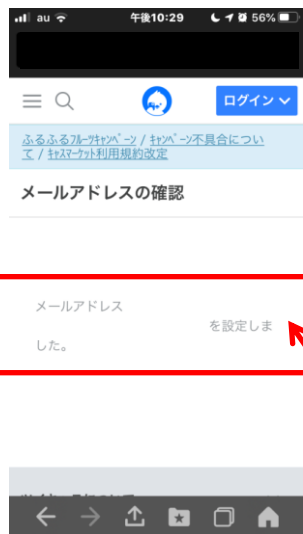 au 午後10:29 56%
ログイン
ふるふるフルーツキャンペーン / キャンペーン不具合につい
て / キャスマーケット利用規約改定
メールアドレスの確認
メールアドレス
を設定しま
した。